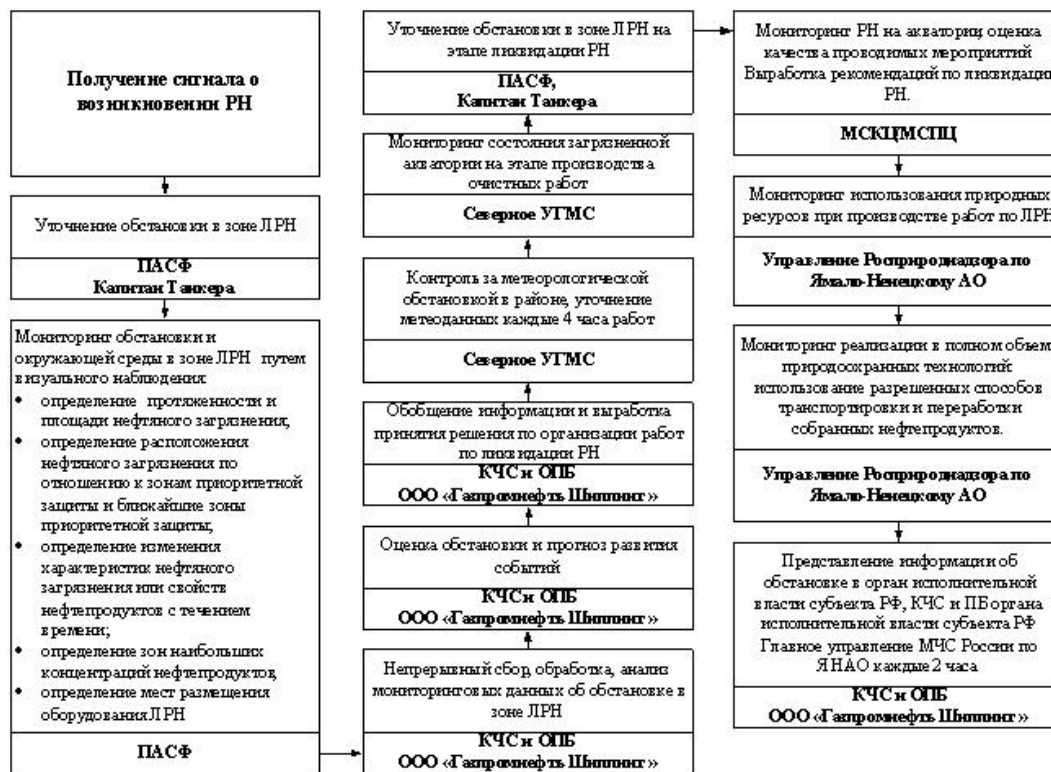 Получение сигнала о
возникновении РН
Уточнение обстановки в зоне ЛРН
ПАСФ
Капитан Танкера
Мониторинг обстановки и
окружающей среды в зоне ЛРН путем
визуального наблюдения:
• определение протяженности и
площади нефтяного загрязнения;
• определение расположения
нефтяного загрязнения по
отношению к зонам приоритетной
защиты и ближайшие зоны
приоритетной защиты;
• определение изменения
характеристик нефтяного
загрязнения или свойств
нефтепродуктов с течением
времени;
• определение зон наибольших
концентраций нефтепродуктов,
• определение мест размещения
оборудования ЛРН
ПАСФ
Непрерывный сбор, обработка, анализ
мониторинговых данных об обстановке в
зоне ЛРН
КЧС и ОПБ
ООО «Газпромнефть Шиппинг»
Оценка обстановки и прогноз развития
событий
КЧС и ОПБ
ООО «Газпромнефть Шиппинг»
Обобщение информации и выработка
принятия решения по организации работ
по ликвидации РН
КЧС и ОПБ
ООО «Газпромнефть Шиппинг»
Контроль за метеорологической
обстановкой в районе, уточнение
метеоданных каждые 4 часа работ
Северное УГМС
Мониторинг состояния загрязненной
акватории на этапе производства
очистных работ
Северное УГМС
Уточнение обстановки в зоне ЛРН на
этапе ликвидации РН
ПАСФ,
Капитан Танкера
Мониторинг РН на акватории, оценка
качества проводимых мероприятий
Выработка рекомендаций по ликвидации
РН.
МСКЦ/МСПЦ
Мониторинг использования природных
ресурсов при производстве работ по ЛРН
Управление Росприроднадзора по
Ямало-Ненецкому АО
Мониторинг реализации в полном объем
природоохранных технологий:
использование разрешенных способов
транспортировки и переработки
собранных нефтепродуктов.
Управление Росприроднадзора по
Ямало-Ненецкому АО
Представление информации об
обстановке в орган исполнительной
власти субъекта РФ, КЧС и ПБ органа
исполнительной власти субъекта РФ
Главное управление МЧС России по
ЯНАО каждые 2 часа
КЧС и ОПБ
ООО «Газпромнефть Шиппинг»